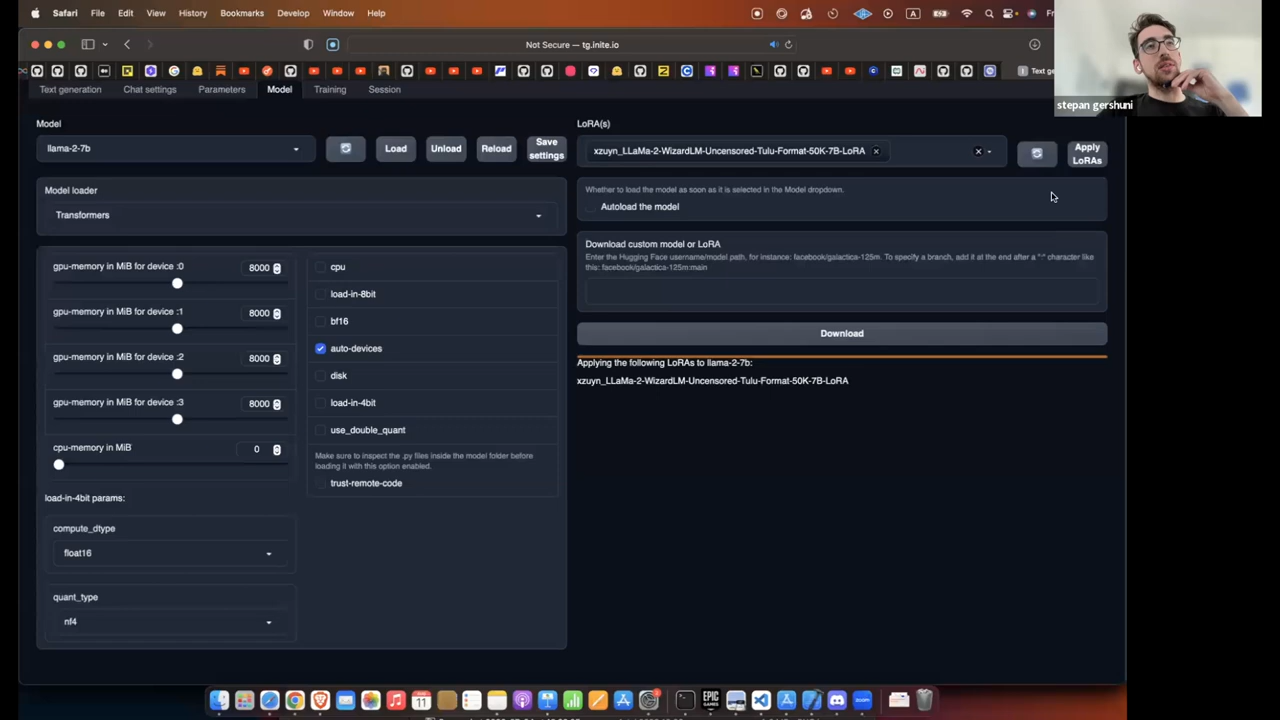 Safari File Edit View History Bookmarks Develop Window Help
Not Secure — tg.inite.io
Text generation Chat settings Parameters Model Training Session
stepan gershuni
Model
llama-2-7b
Load
Unload
Reload
Save settings
Model loader
Transformers
gpu-memory in MiB for device :0 8000
gpu-memory in MiB for device :1 8000
gpu-memory in MiB for device :2 8000
gpu-memory in MiB for device :3 8000
cpu-memory in MiB 0
load-in-4bit params:
compute_dtype
float16
quant_type
nf4
cpu
load-in-8bit
bf16
auto-devices
disk
load-in-4bit
use_double_quant
Make sure to inspect the .py files inside the model folder before
loading it with this option enabled.
trust-remote-code
LoRA(s)
xzuyn_LLaMa-2-WizardLM-Uncensored-Tulu-Format-50K-7B-LoRA
Apply
LoRAs
Whether to load the model as soon as it is selected in the Model dropdown.
Autoload the model
Download custom model or LoRA
Enter the Hugging Face username/model path, for instance: facebook/galactica-125m. To specify a branch, add it at the end after a ":" character like
this: facebook/galactica-125m:main
Download
Applying the following LoRAs to llama-2-7b:
xzuyn_LLaMa-2-WizardLM-Uncensored-Tulu-Format-50K-7B-LoRA